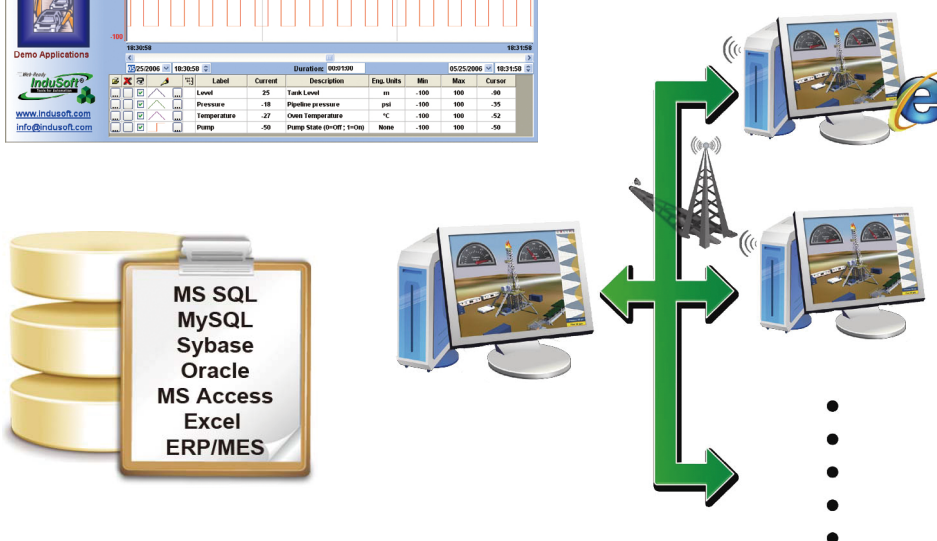 -100
18:30:58 18:31:58
Demo Applications
05/25/2006 18:30:58 Duration: 00:01:00 05/25/2006 18:31:58
Label Current Description Eng. Units Min Max Cursor
Web-Ready
InduSoft®
Tools for Automation
Level 25 Tank Level m -100 100 -90
Pressure -18 Pipeline pressure psi -100 100 -35
www.indusoft.com
Temperature -27 Oven Temperature °C -100 100 -52
info@indusoft.com
Pump -50 Pump State (0=Off ; 1=On) None -100 100 -50
MS SQL
MySQL
Sybase
Oracle
MS Access
Excel
ERP/MES